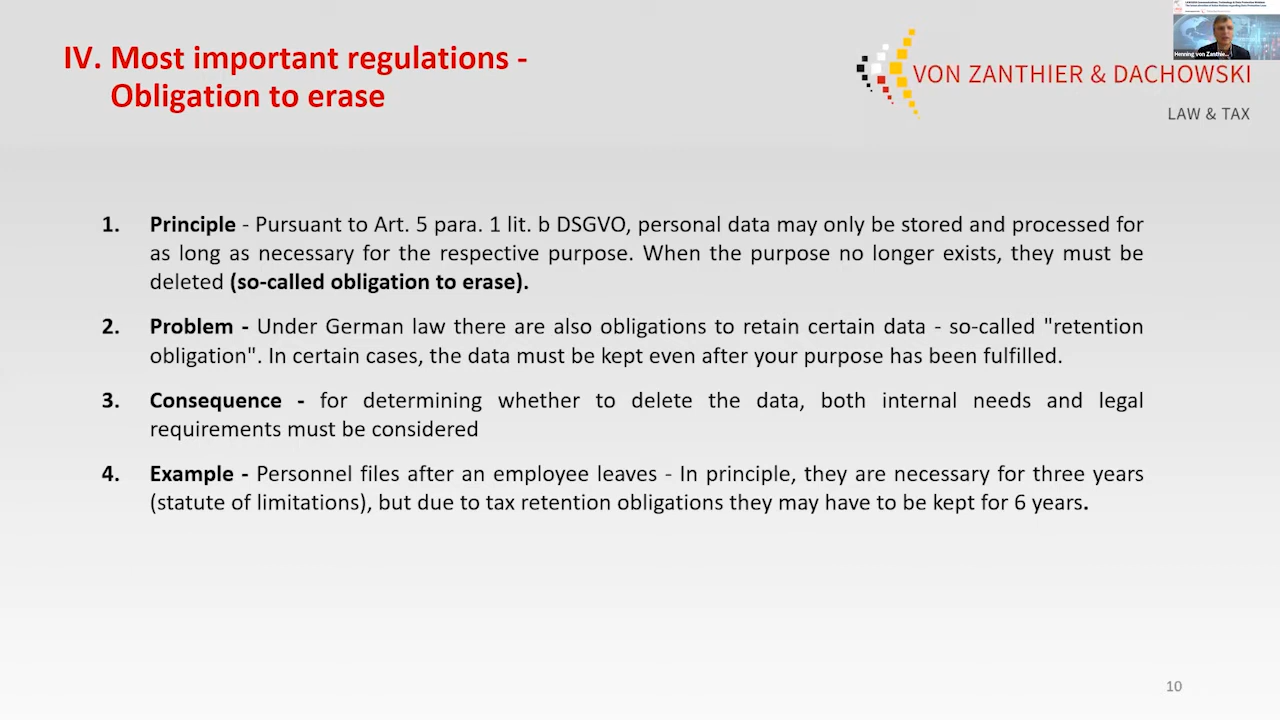 IV. Most important regulations -
Obligation to erase
Henning von Zanthie...
VON ZANTHIER & DACHOWSKI
LAW & TAX
1. Principle - Pursuant to Art. 5 para. 1 lit. b DSGVO, personal data may only be stored and processed for
as long as necessary for the respective purpose. When the purpose no longer exists, they must be
deleted (so-called obligation to erase).
2. Problem - Under German law there are also obligations to retain certain data - so-called "retention
obligation". In certain cases, the data must be kept even after your purpose has been fulfilled.
3. Consequence - for determining whether to delete the data, both internal needs and legal
requirements must be considered
4. Example - Personnel files after an employee leaves - In principle, they are necessary for three years
(statute of limitations), but due to tax retention obligations they may have to be kept for 6 years.
10